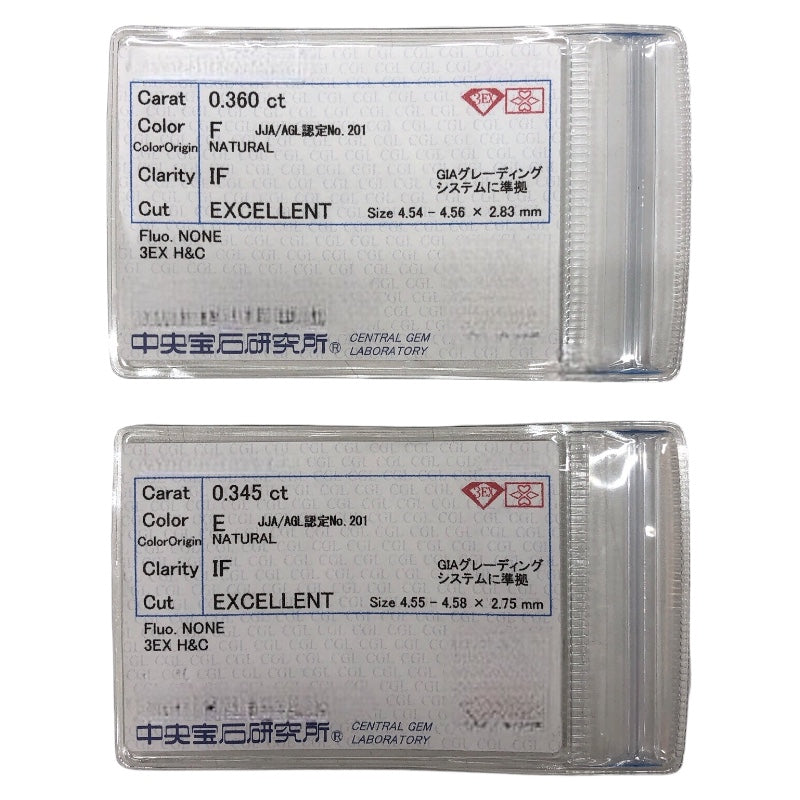 Carat 0.360 ct 3EX
Color F JJA/AGL認定No.201
ColorOrigin NATURAL
Clarity IF GIAグレーディング
システムに準拠
Cut EXCELLENT Size 4.54 - 4.56 × 2.83 mm
Fluo. NONE
3EX H&C
中央宝石研究所® CENTRAL GEM
LABORATORY
Carat 0.345 ct 3EX
Color E JJA/AGL認定No.201
ColorOrigin NATURAL
Clarity IF GIAグレーディング
システムに準拠
Cut EXCELLENT Size 4.55 - 4.58 × 2.75 mm
Fluo. NONE
3EX H&C
中央宝石研究所® CENTRAL GEM
LABORATORY